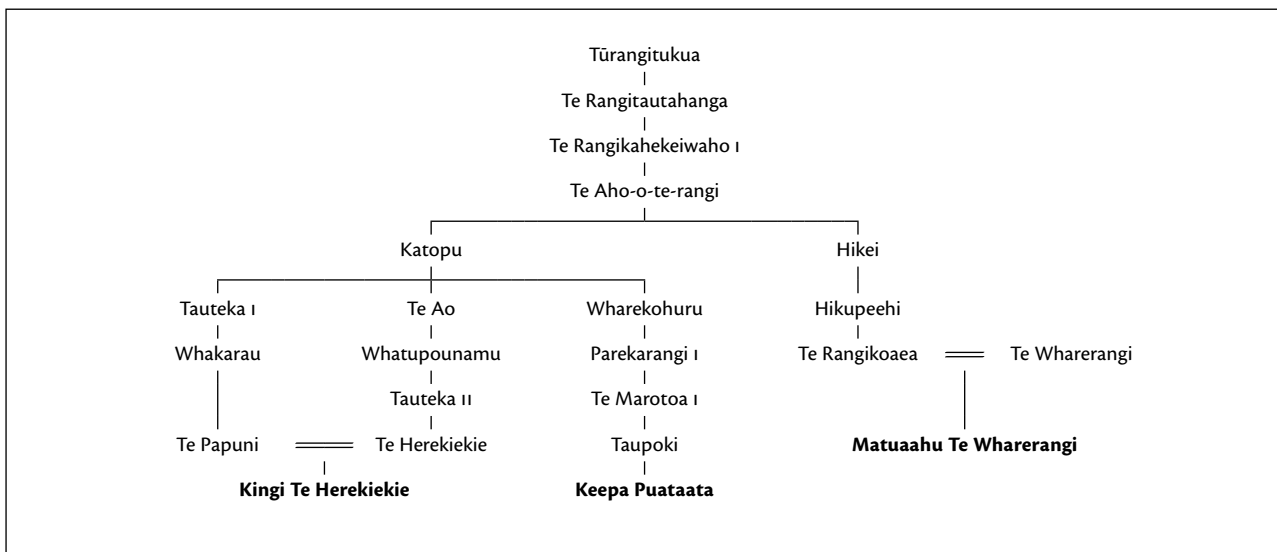 Tūrangitukua
Te Rangitautahanga
Te Rangikahekeiwaho I
Te Aho-o-te-rangi
Katopu Hikei
Tauteka I Te Ao Wharekohuru Hikupeehi
Whakarau Whatupounamu Parekarangi I Te Rangikoaea Te Wharerangi
Tauteka II Te Marotoa I
Te Papuni Te Herekiekie Taupoki Matuaahu Te Wharerangi
Kingi Te Herekiekie Keepa Puataata